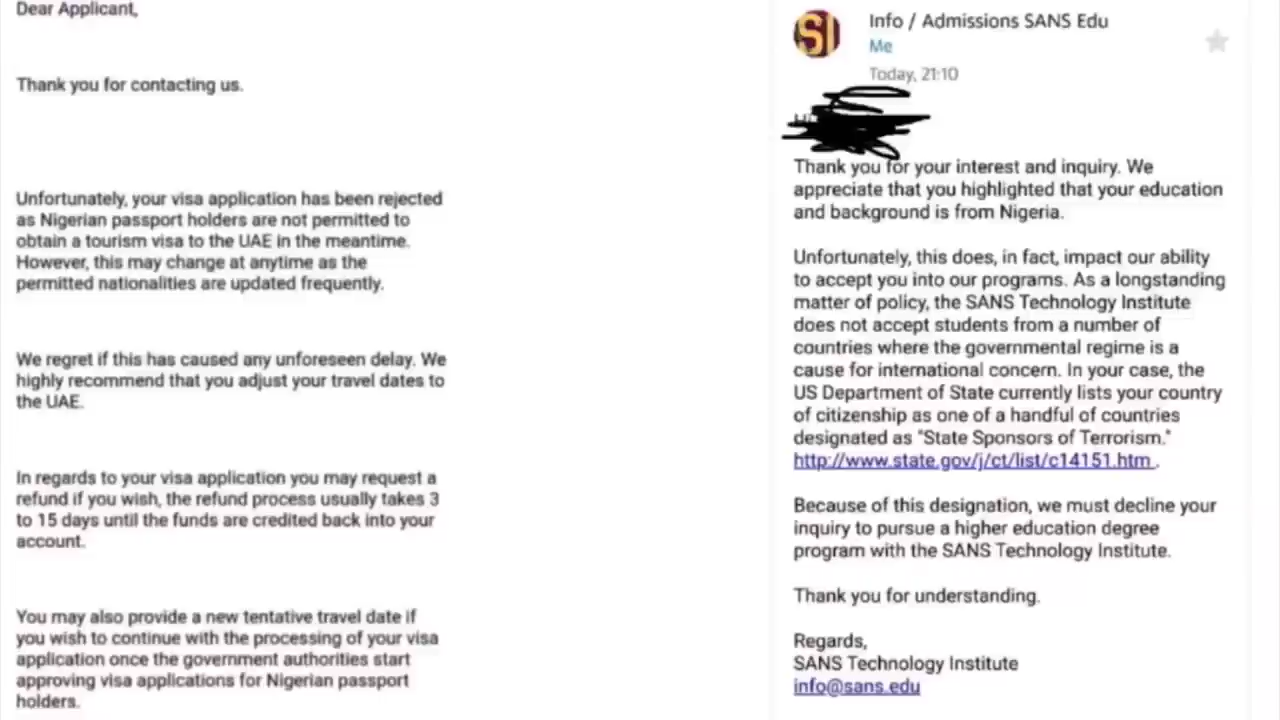 Dear Applicant,
Thank you for contacting us.
Unfortunately, your visa application has been rejected
as Nigerian passport holders are not permitted to
obtain a tourism visa to the UAE in the meantime.
However, this may change at anytime as the
permitted nationalities are updated frequently.
We regret if this has caused any unforeseen delay. We
highly recommend that you adjust your travel dates to
the UAE.
In regards to your visa application you may request a
refund if you wish, the refund process usually takes 3
to 15 days until the funds are credited back into your
account.
You may also provide a new tentative travel date if
you wish to continue with the processing of your visa
application once the government authorities start
approving visa applications for Nigerian passport
holders.
SI
Info / Admissions SANS Edu
Me
Today, 21:10
Thank you for your interest and inquiry. We
appreciate that you highlighted that your education
and background is from Nigeria.
Unfortunately, this does, in fact, impact our ability
to accept you into our programs. As a longstanding
matter of policy, the SANS Technology Institute
does not accept students from a number of
countries where the governmental regime is a
cause for international concern. In your case, the
US Department of State currently lists your country
of citizenship as one of a handful of countries
designated as "State Sponsors of Terrorism."
http://www.state.gov/j/ct/list/c14151.htm .
Because of this designation, we must decline your
inquiry to pursue a higher education degree
program with the SANS Technology Institute.
Thank you for understanding.
Regards,
SANS Technology Institute
info@sans.edu